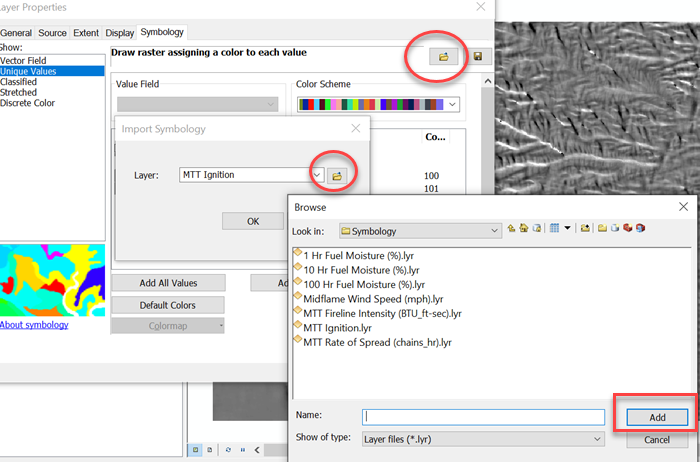 Layer Properties
General Source Extent Display Symbology
Show:
Vector Field
Unique Values
Classified
Stretched
Discrete Color
Draw raster assigning a color to each value
Value Field
Color Scheme
Import Symbology
Layer:
MTT Ignition
OK
Co...
100
101
Add All Values
Ad
Default Colors
Colormap
About symbology
Browse
Look in:
Symbology
1 Hr Fuel Moisture (%).lyr
10 Hr Fuel Moisture (%).lyr
100 Hr Fuel Moisture (%).lyr
Midflame Wind Speed (mph).lyr
MTT Fireline Intensity (BTU_ft-sec).lyr
MTT Ignition.lyr
MTT Rate of Spread (chains_hr).lyr
Name:
Add
Show of type:
Layer files (*.lyr)
Cancel